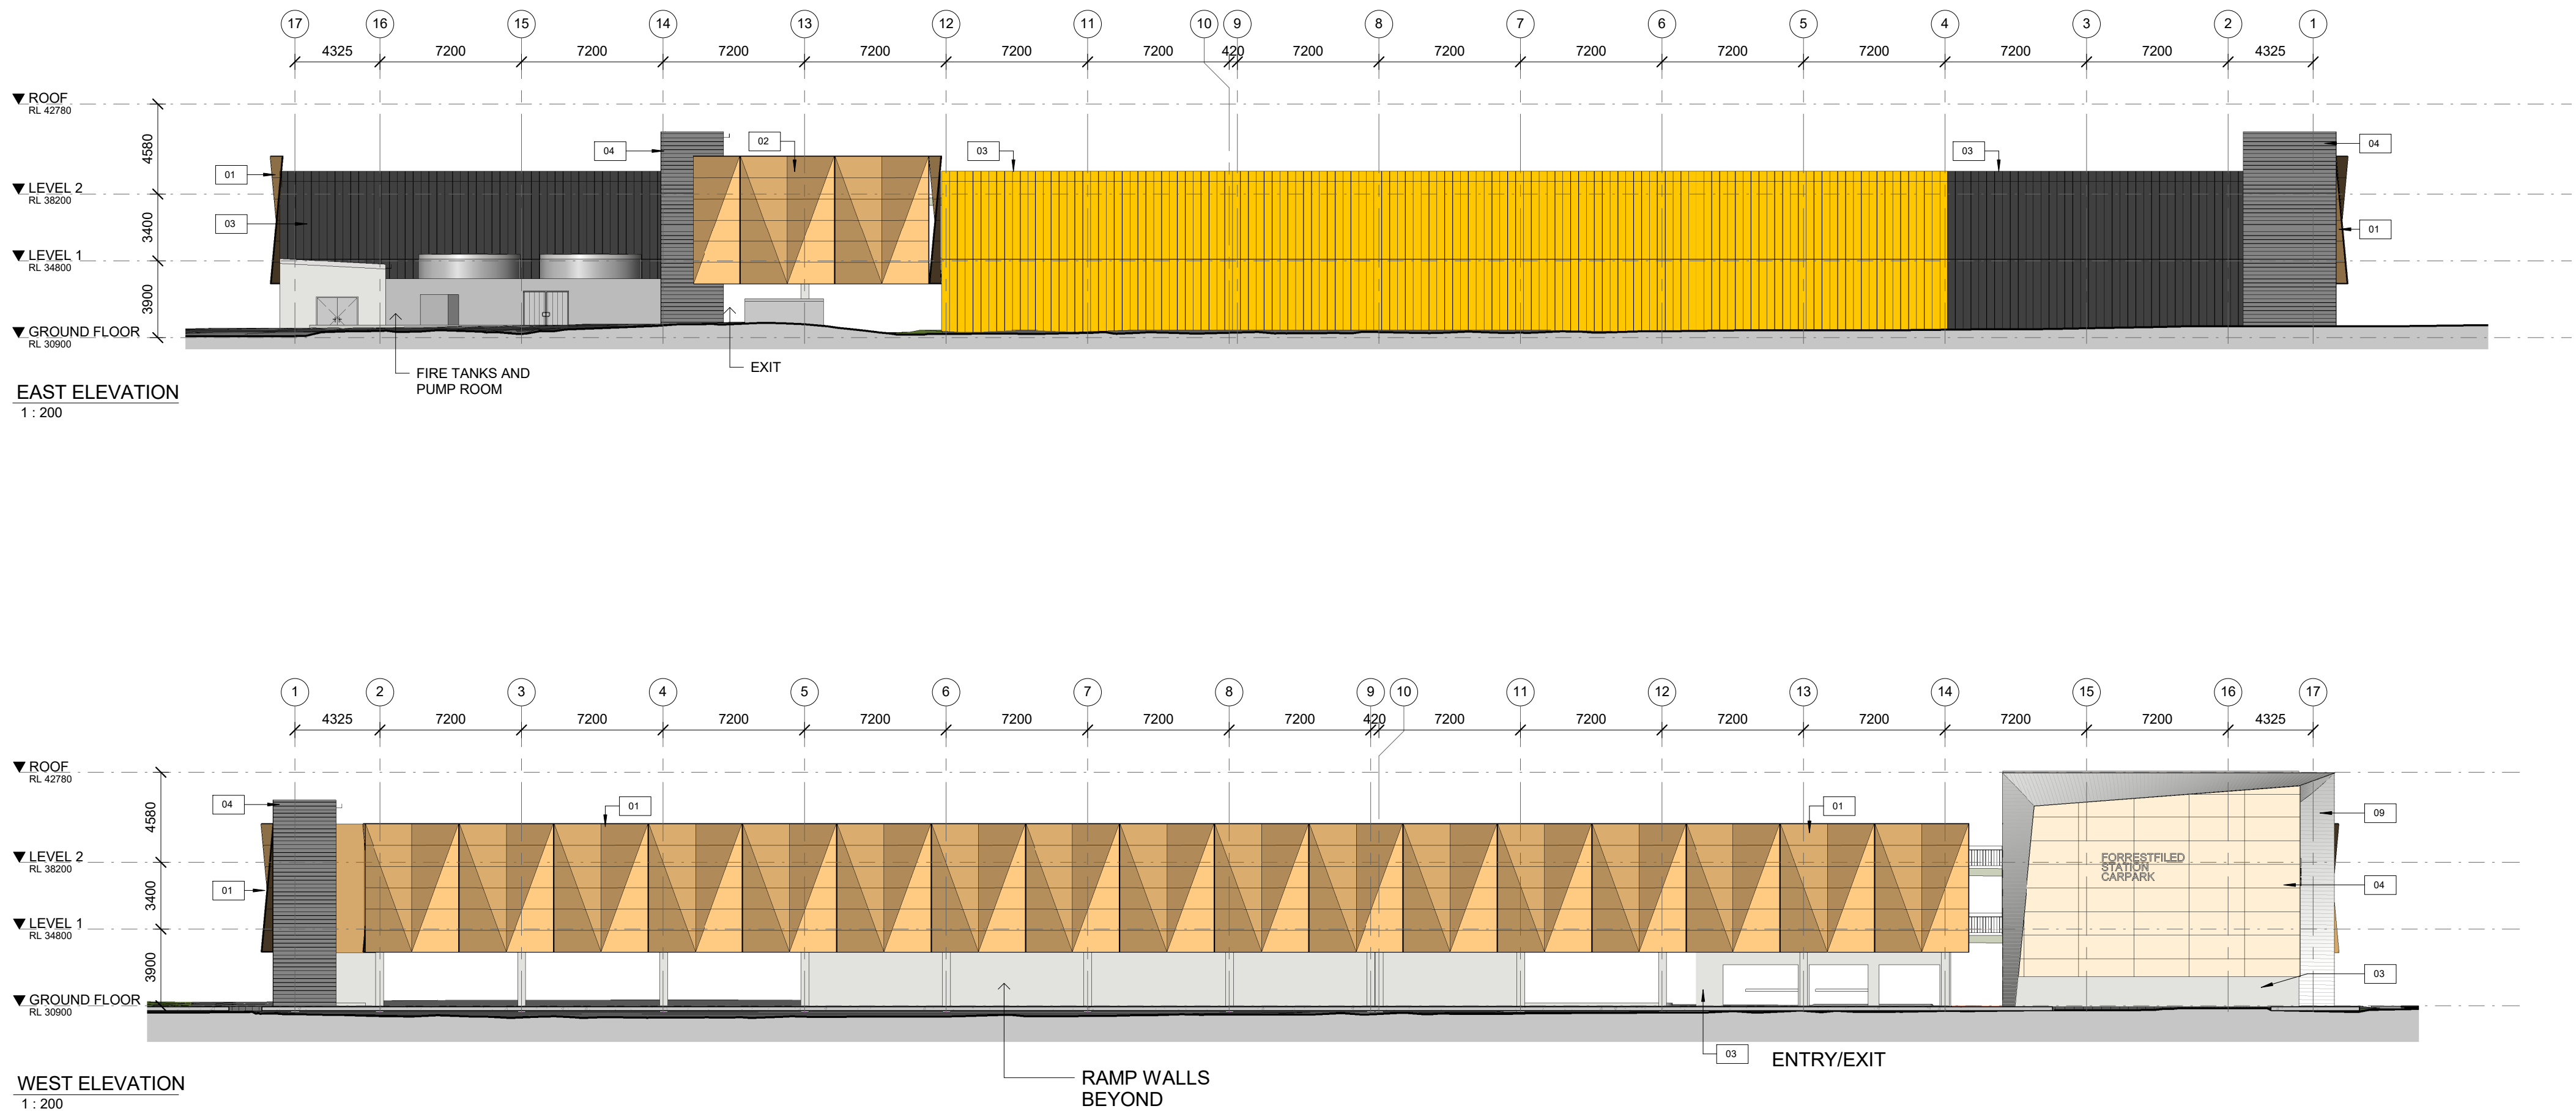 17 16 15 14 13 12 11 10 9 8 7 6 5 4 3 2 1
4325 7200 7200 7200 7200 7200 7200 420 7200 7200 7200 7200 7200 7200 7200 4325
ROOF
RL 42780
4580
LEVEL 2
RL 38200
3400
LEVEL 1
RL 34800
3900
GROUND FLOOR
RL 30900
01
03
04
02
03
03
04
01
FIRE TANKS AND
PUMP ROOM
EXIT
EAST ELEVATION
1 : 200
1 2 3 4 5 6 7 8 9 10 11 12 13 14 15 16 17
4325 7200 7200 7200 7200 7200 7200 7200 420 7200 7200 7200 7200 7200 7200 4325
ROOF
RL 42780
4580
LEVEL 2
RL 38200
3400
LEVEL 1
RL 34800
3900
GROUND FLOOR
RL 30900
04
01
01
01
09
04
03
FORRESTFILED
STATION
CARPARK
03
ENTRY/EXIT
RAMP WALLS
BEYOND
WEST ELEVATION
1 : 200